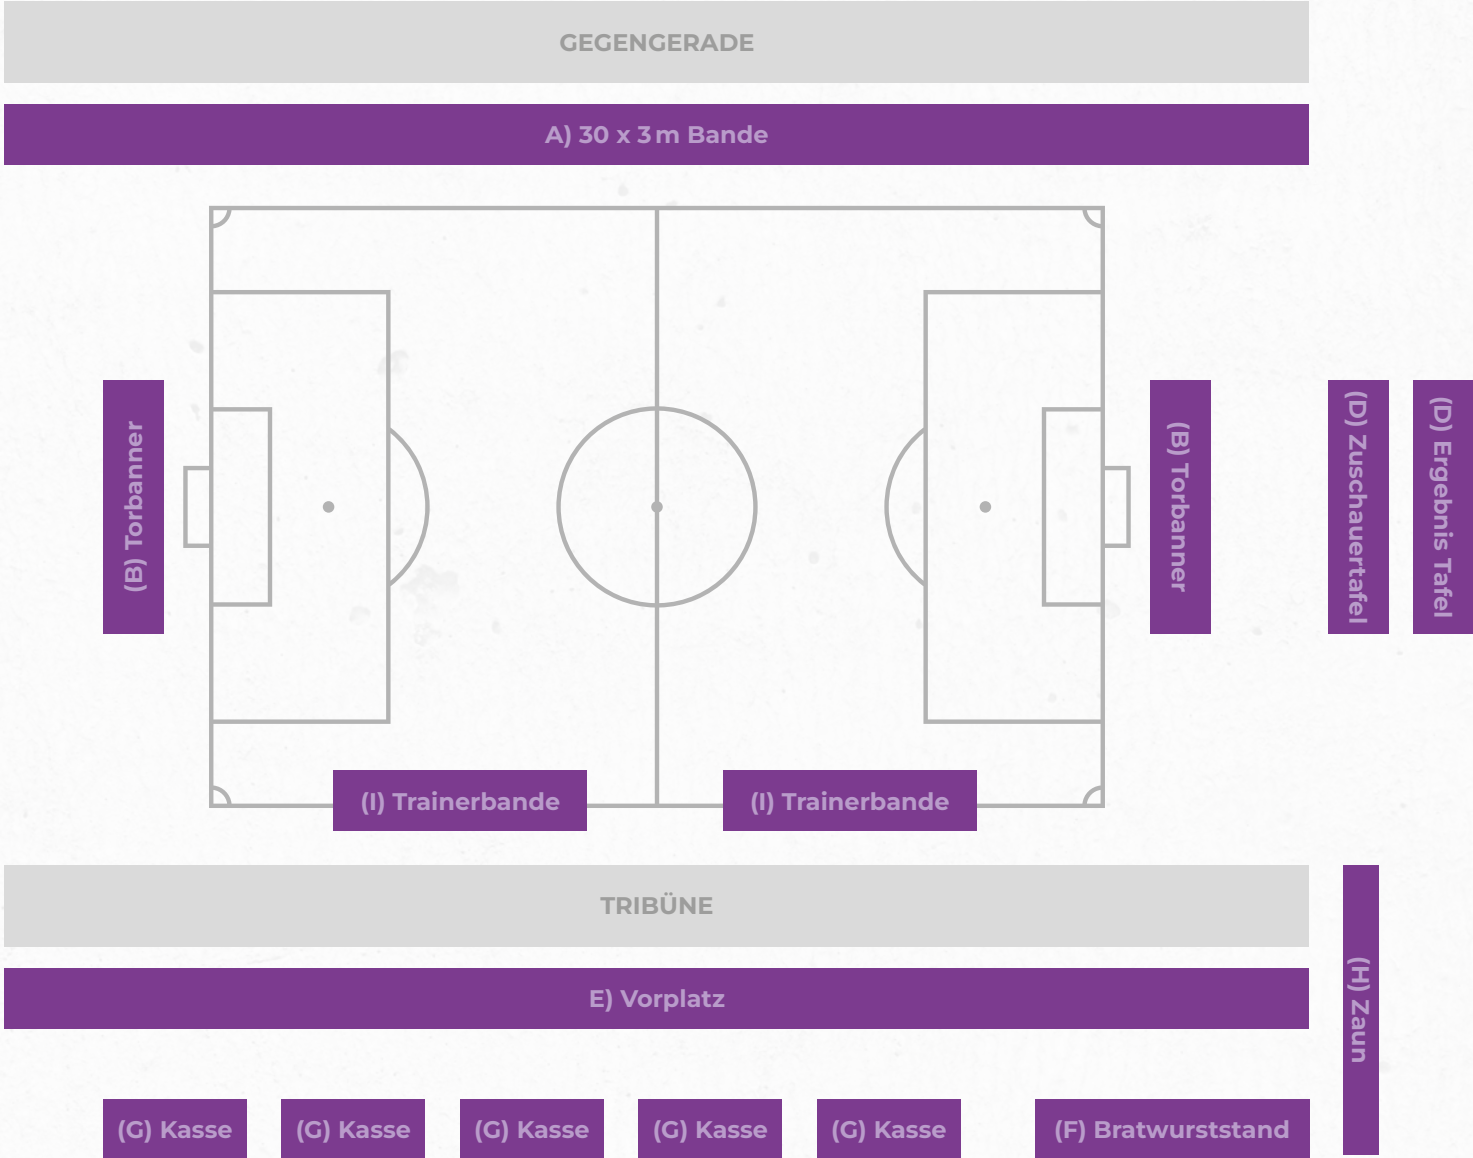 GEGENGERADE
A) 30 x 3 m Bande
(B) Torbanner
(B) Torbanner
(D) Zuschauertafel
(D) Ergebnis Tafel
(I) Trainerbande
(I) Trainerbande
TRIBÜNE
E) Vorplatz
(H) Zaun
(G) Kasse
(G) Kasse
(G) Kasse
(G) Kasse
(G) Kasse
(F) Bratwurststand